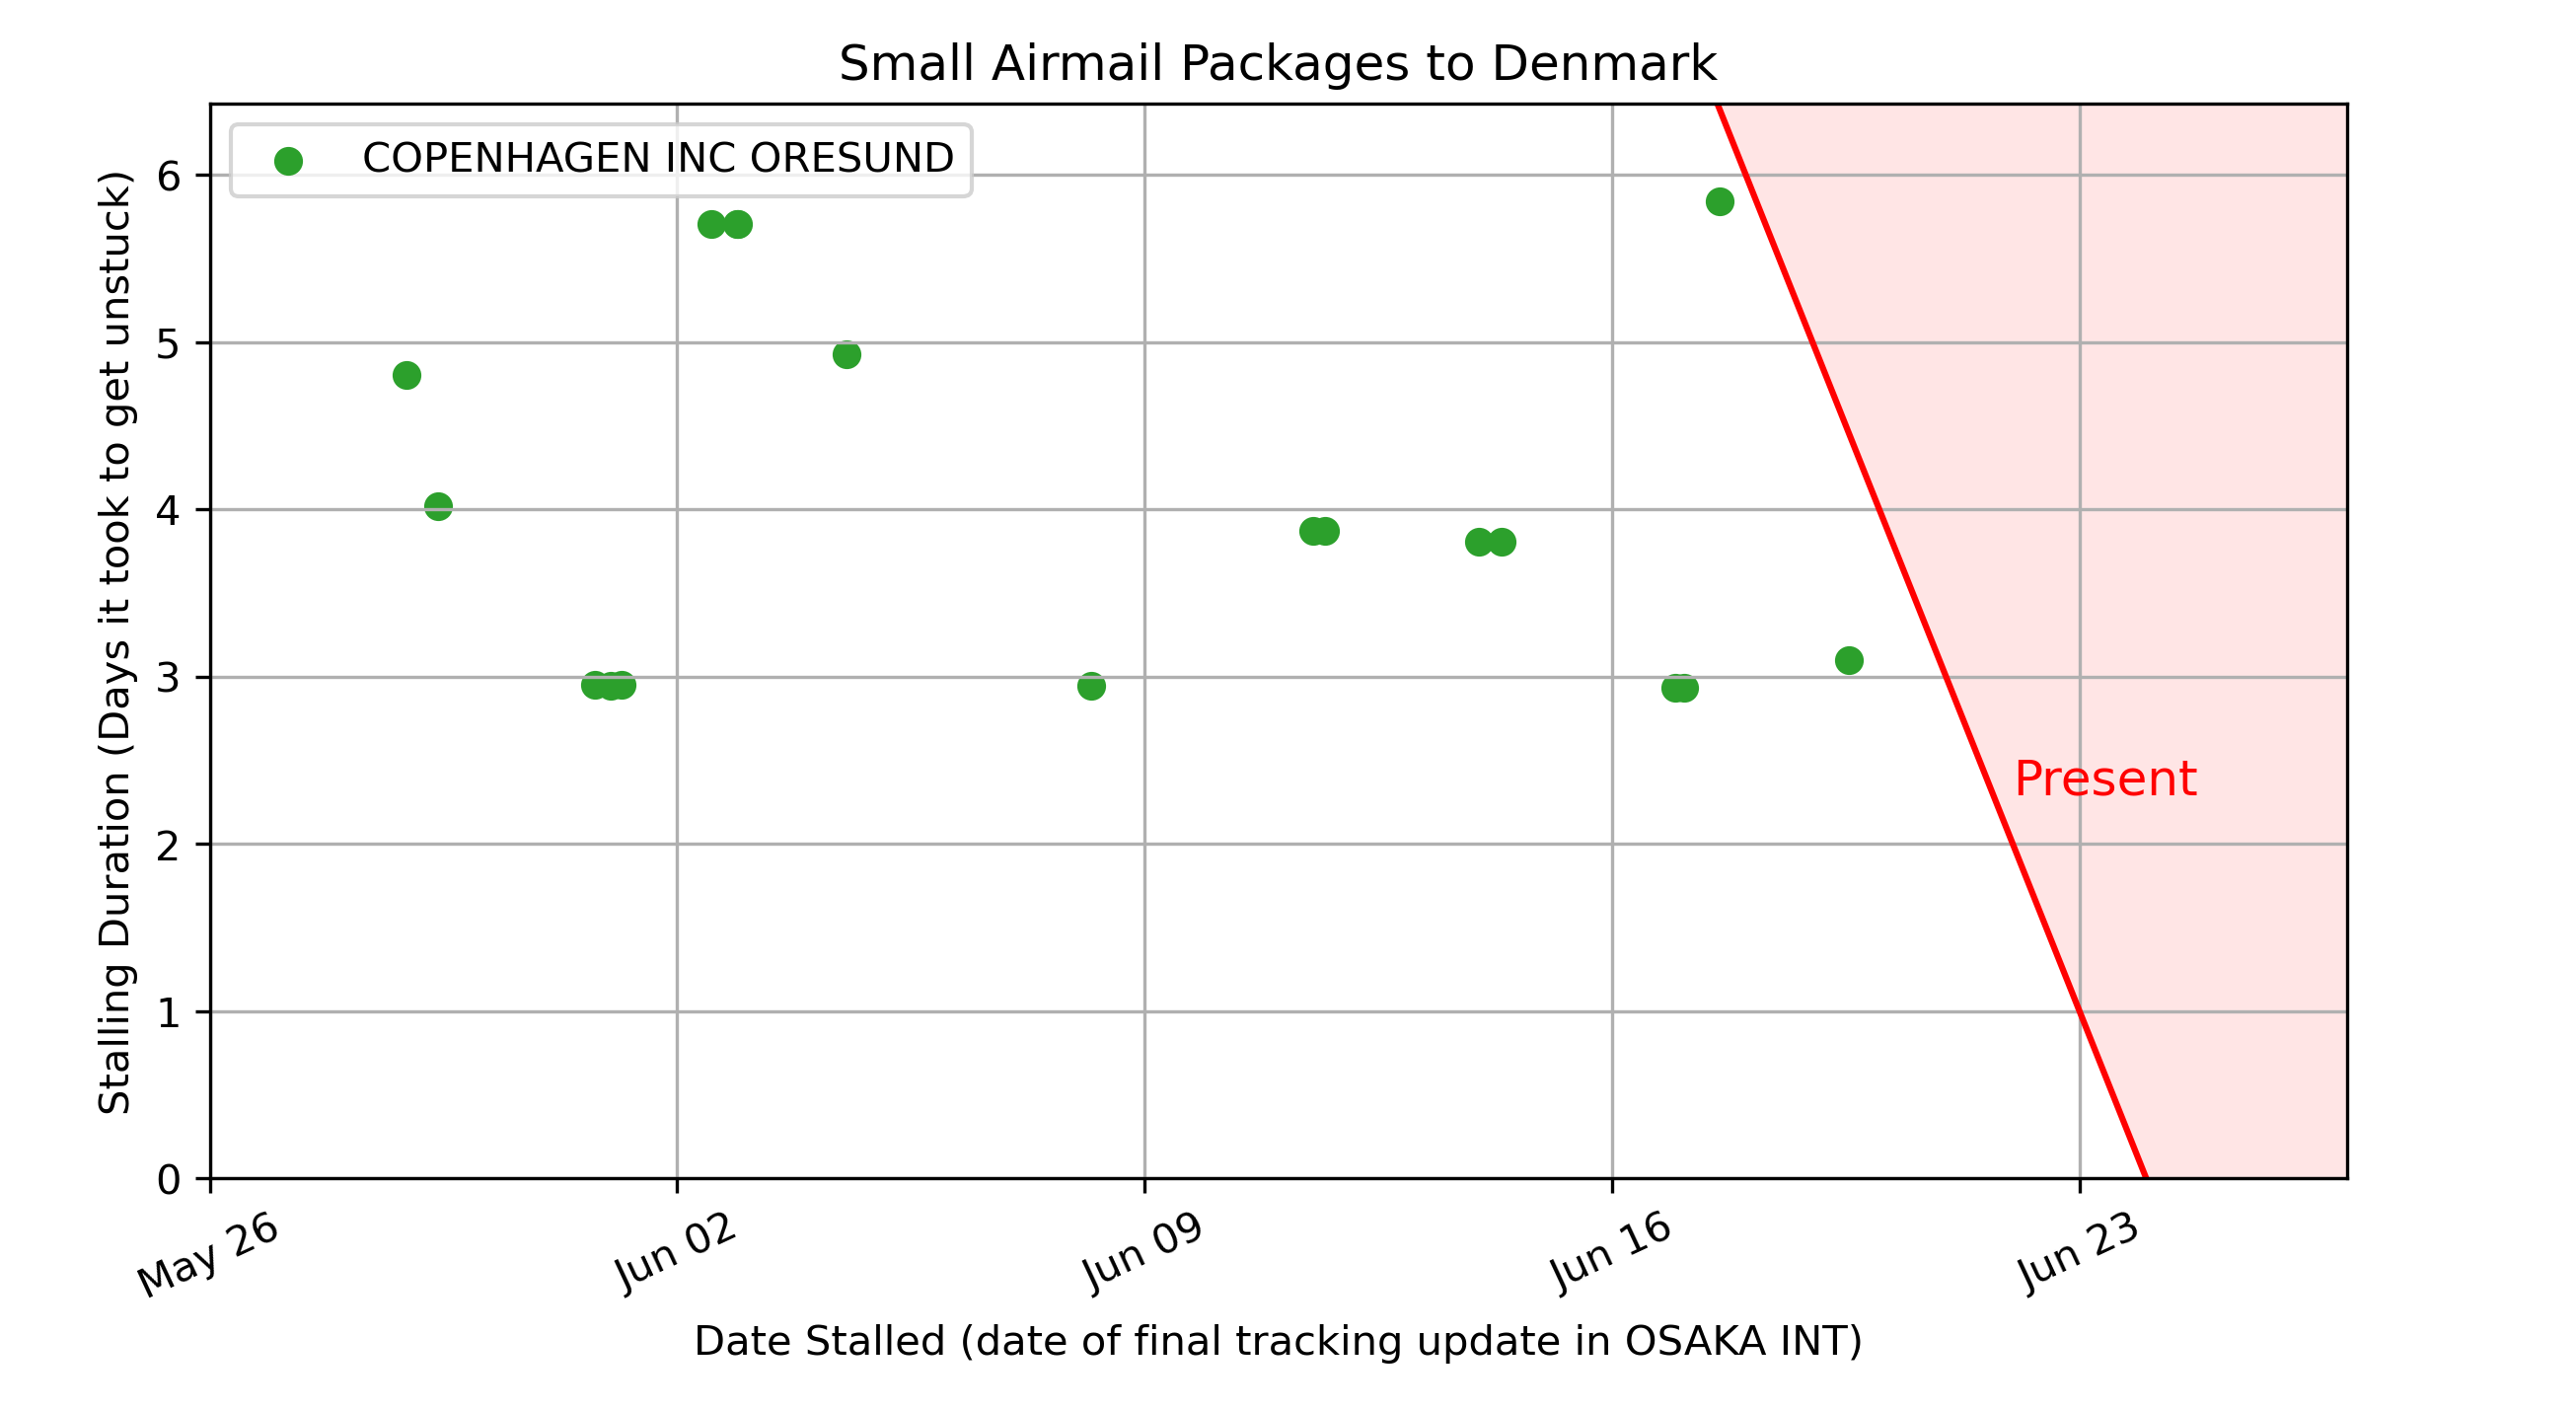 Small Airmail Packages to Denmark
COPENHAGEN INC ORESUND
Stalling Duration (Days it took to get unstuck)
6
5
4
3
2
1
0
Present
May 26
Jun 02
Jun 09
Jun 16
Jun 23
Date Stalled (date of final tracking update in OSAKA INT)